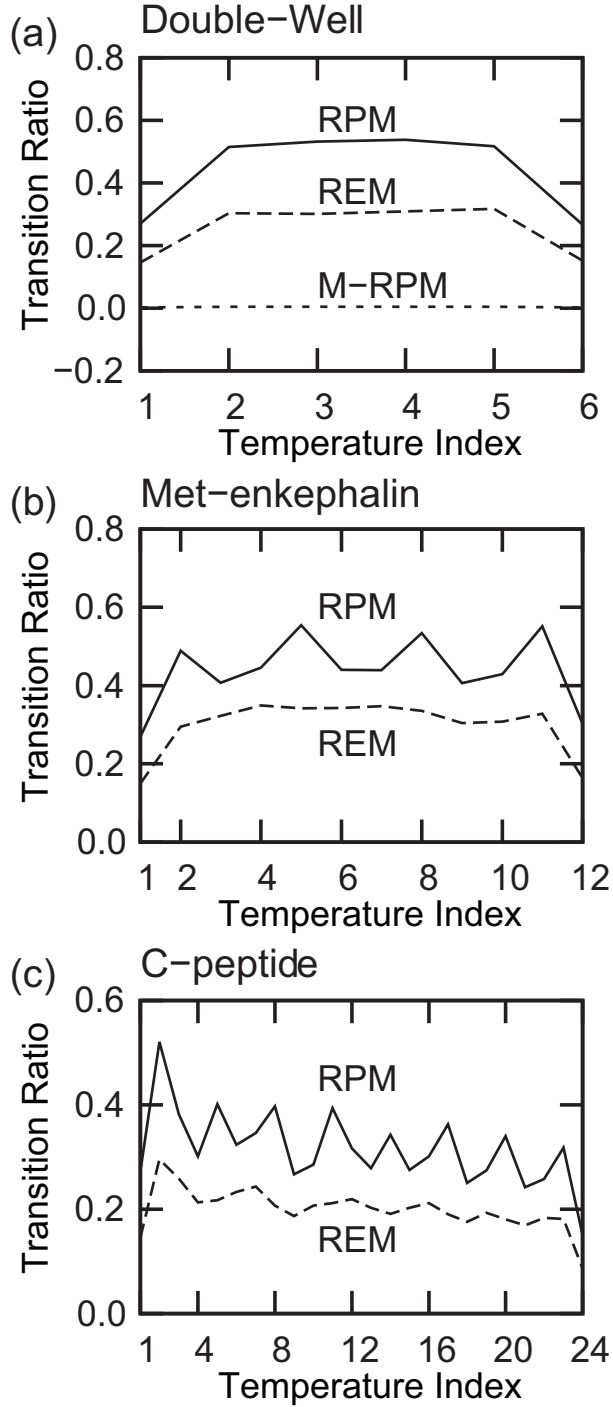 (a) Double−Well
Transition Ratio
0.8
0.6
0.4
0.2
0.0
−0.2
RPM
REM
M−RPM
1 2 3 4 5 6
Temperature Index
(b) Met−enkephalin
Transition Ratio
0.8
0.6
0.4
0.2
0.0
RPM
REM
1 2 4 6 8 10 12
Temperature Index
(c) C−peptide
Transition Ratio
0.6
0.4
0.2
0.0
RPM
REM
1 4 8 12 16 20 24
Temperature Index